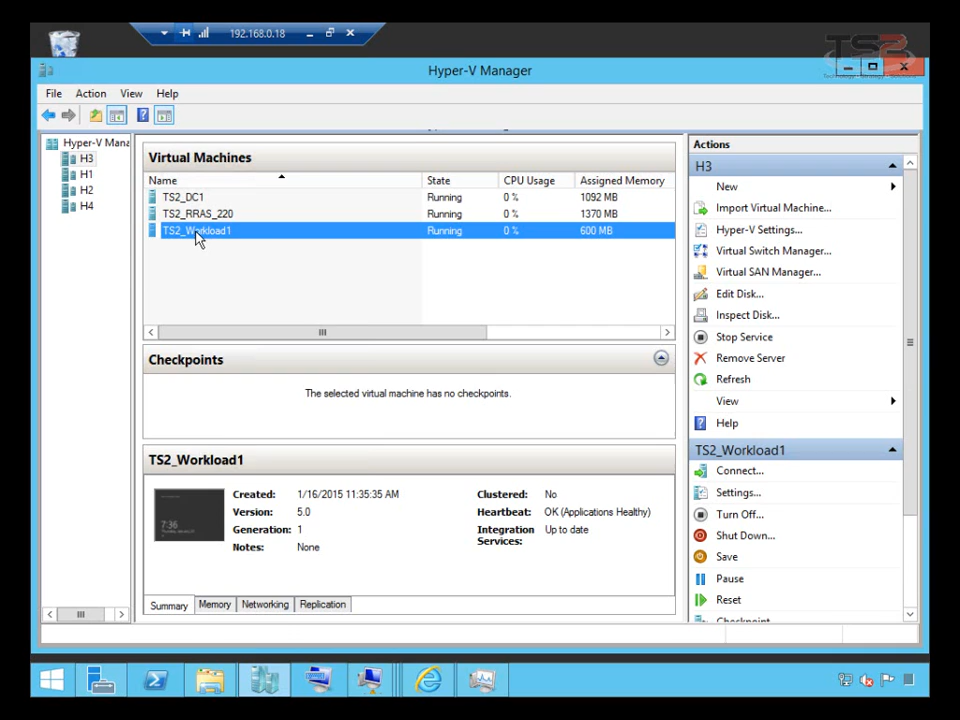 192.168.0.18
TS2
Hyper-V Manager
File Action View Help
Hyper-V Mana
H3
H1
H2
H4
Virtual Machines
Name State CPU Usage Assigned Memory
TS2_DC1 Running 0 % 1092 MB
TS2_RRAS_220 Running 0 % 1370 MB
TS2_Workload1 Running 0 % 600 MB
Checkpoints
The selected virtual machine has no checkpoints.
TS2_Workload1
Created: 1/16/2015 11:35:35 AM Clustered: No
Version: 5.0 Heartbeat: OK (Applications Healthy)
Generation: 1 Integration Services: Up to date
Notes: None
7:36
Summary Memory Networking Replication
Actions
H3
New
Import Virtual Machine...
Hyper-V Settings...
Virtual Switch Manager...
Virtual SAN Manager...
Edit Disk...
Inspect Disk...
Stop Service
Remove Server
Refresh
View
Help
TS2_Workload1
Connect...
Settings...
Turn Off...
Shut Down...
Save
Pause
Reset
Checkpoint